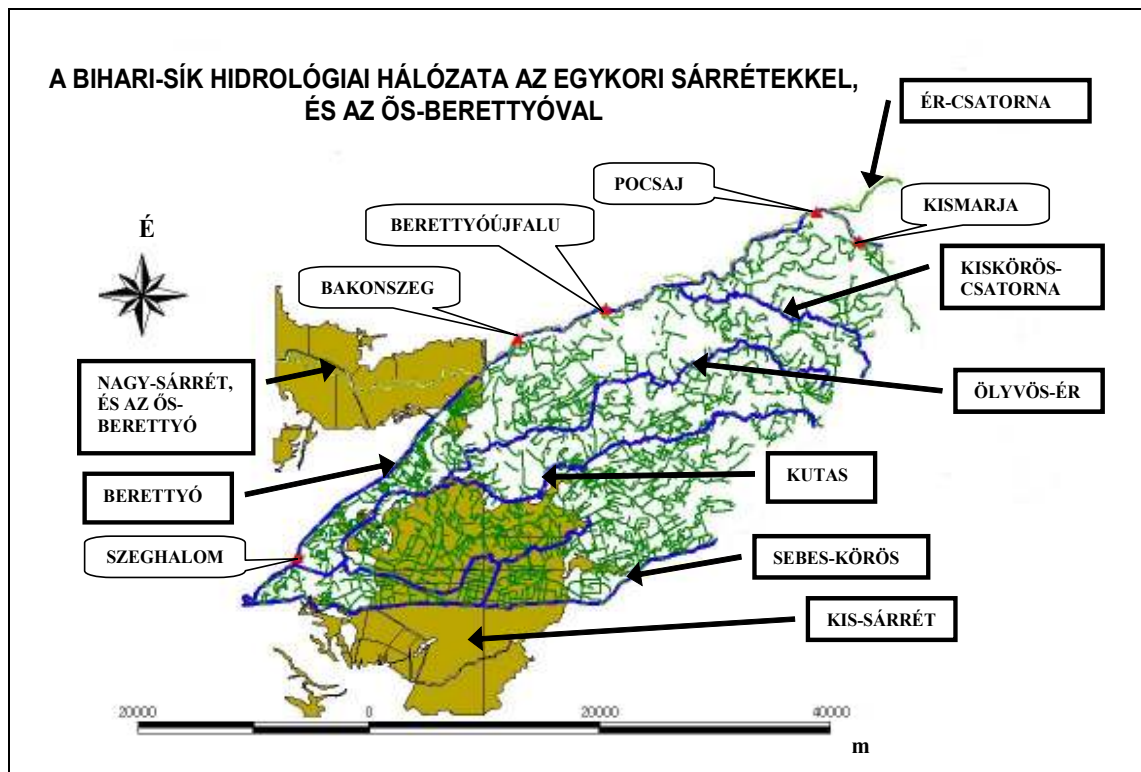 A BIHARI-SÍK HIDROLÓGIAI HÁLÓZATA AZ EGYKORI SÁRRÉTEKKEL,
ÉS AZ ÕS-BERETTYÓVAL
ÉR-CSATORNA
POCSAJ
KISMARJA
BERETTYÓÚJFALU
É
KISKÖRÖS-
CSATORNA
BAKONSZEG
NAGY-SÁRRÉT,
ÉS AZ ŐS-
BERETTYÓ
ÖLYVÖS-ÉR
KUTAS
BERETTYÓ
SZEGHALOM
SEBES-KÖRÖS
KIS-SÁRRÉT
20000 0 20000 40000
m